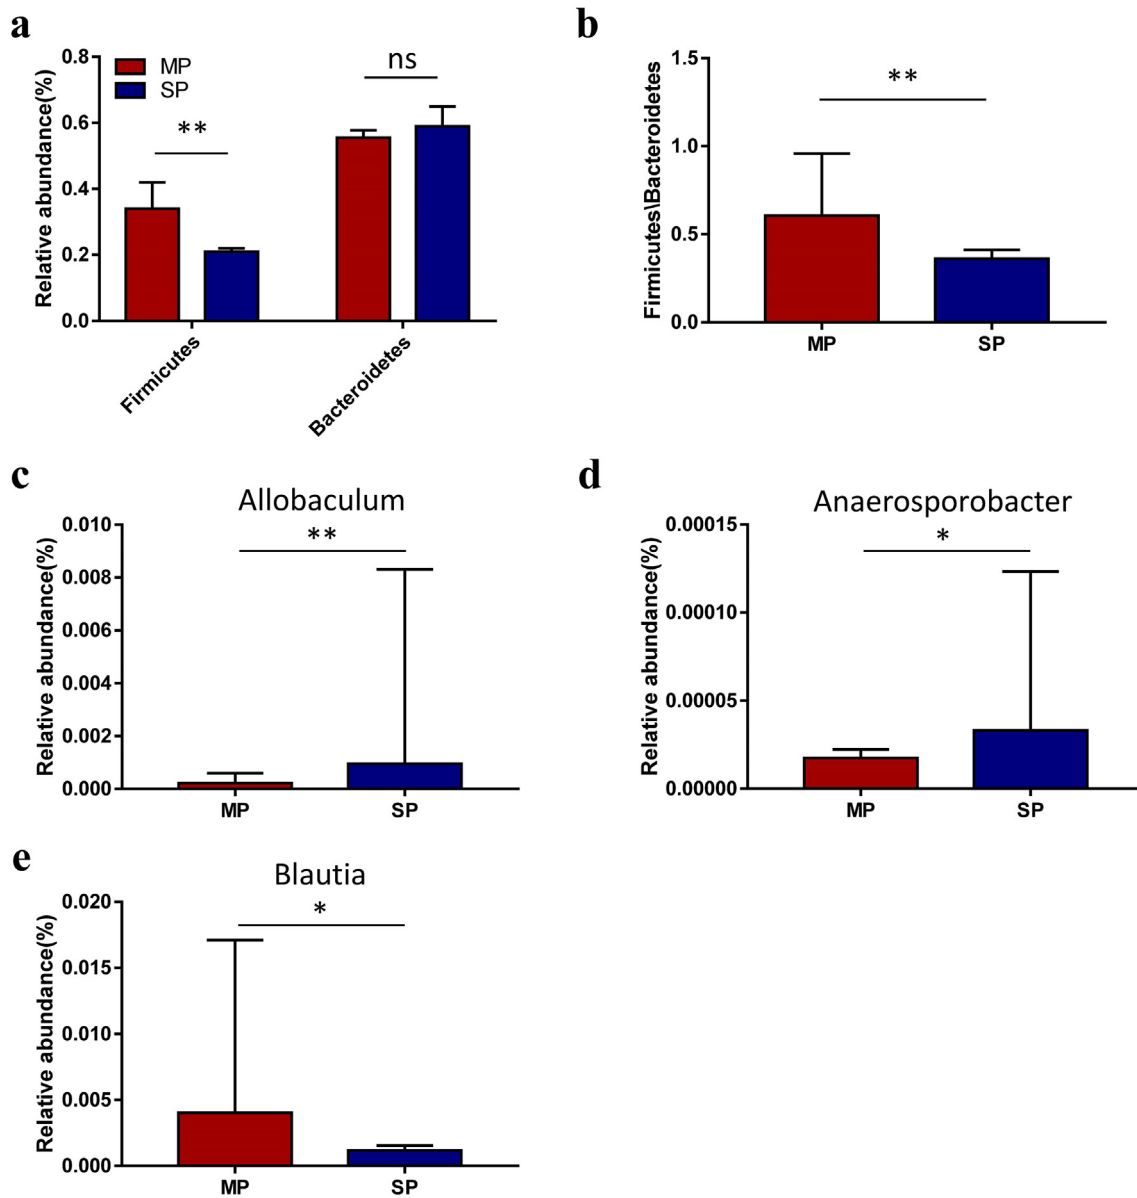 a
Relative abundance(%)
0.8
0.6
0.4
0.2
0.0
MP
SP
**
ns
Firmicutes
Bacteroidetes
b
Firmicutes\Bacteroidetes
1.5
1.0
0.5
0.0
**
MP
SP
c
Allobaculum
Relative abundance(%)
0.010
0.008
0.006
0.004
0.002
0.000
**
MP
SP
d
Anaerosporobacter
Relative abundance(%)
0.00015
0.00010
0.00005
0.00000
*
MP
SP
e
Blautia
Relative abundance(%)
0.020
0.015
0.010
0.005
0.000
*
MP
SP